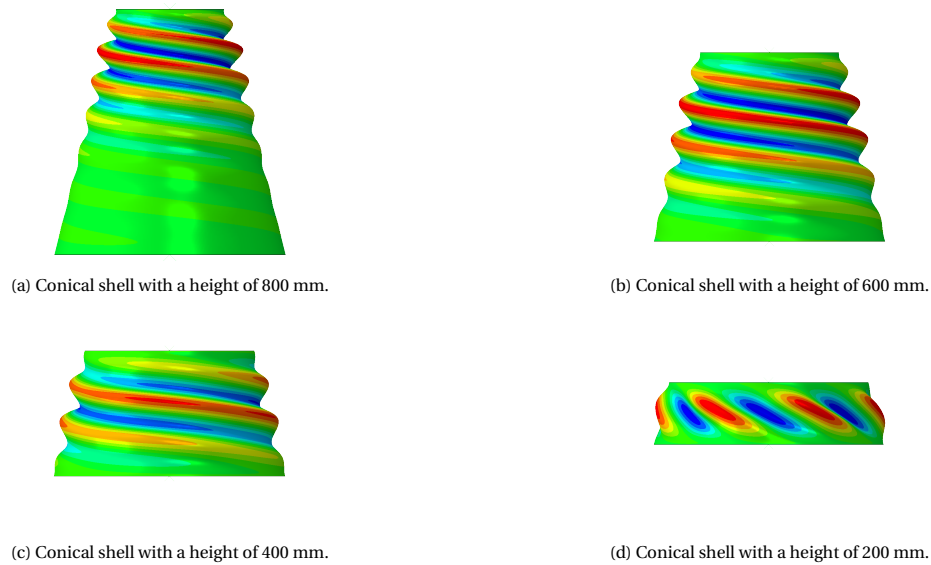 (a) Conical shell with a height of 800 mm.
(b) Conical shell with a height of 600 mm.
(c) Conical shell with a height of 400 mm.
(d) Conical shell with a height of 200 mm.